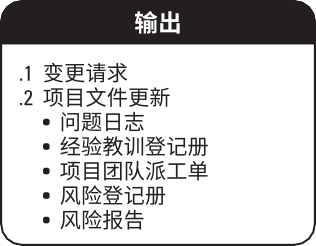 输出
.1 变更请求
.2 项目文件更新
• 问题日志
• 经验教训登记册
• 项目团队派工单
• 风险登记册
• 风险报告